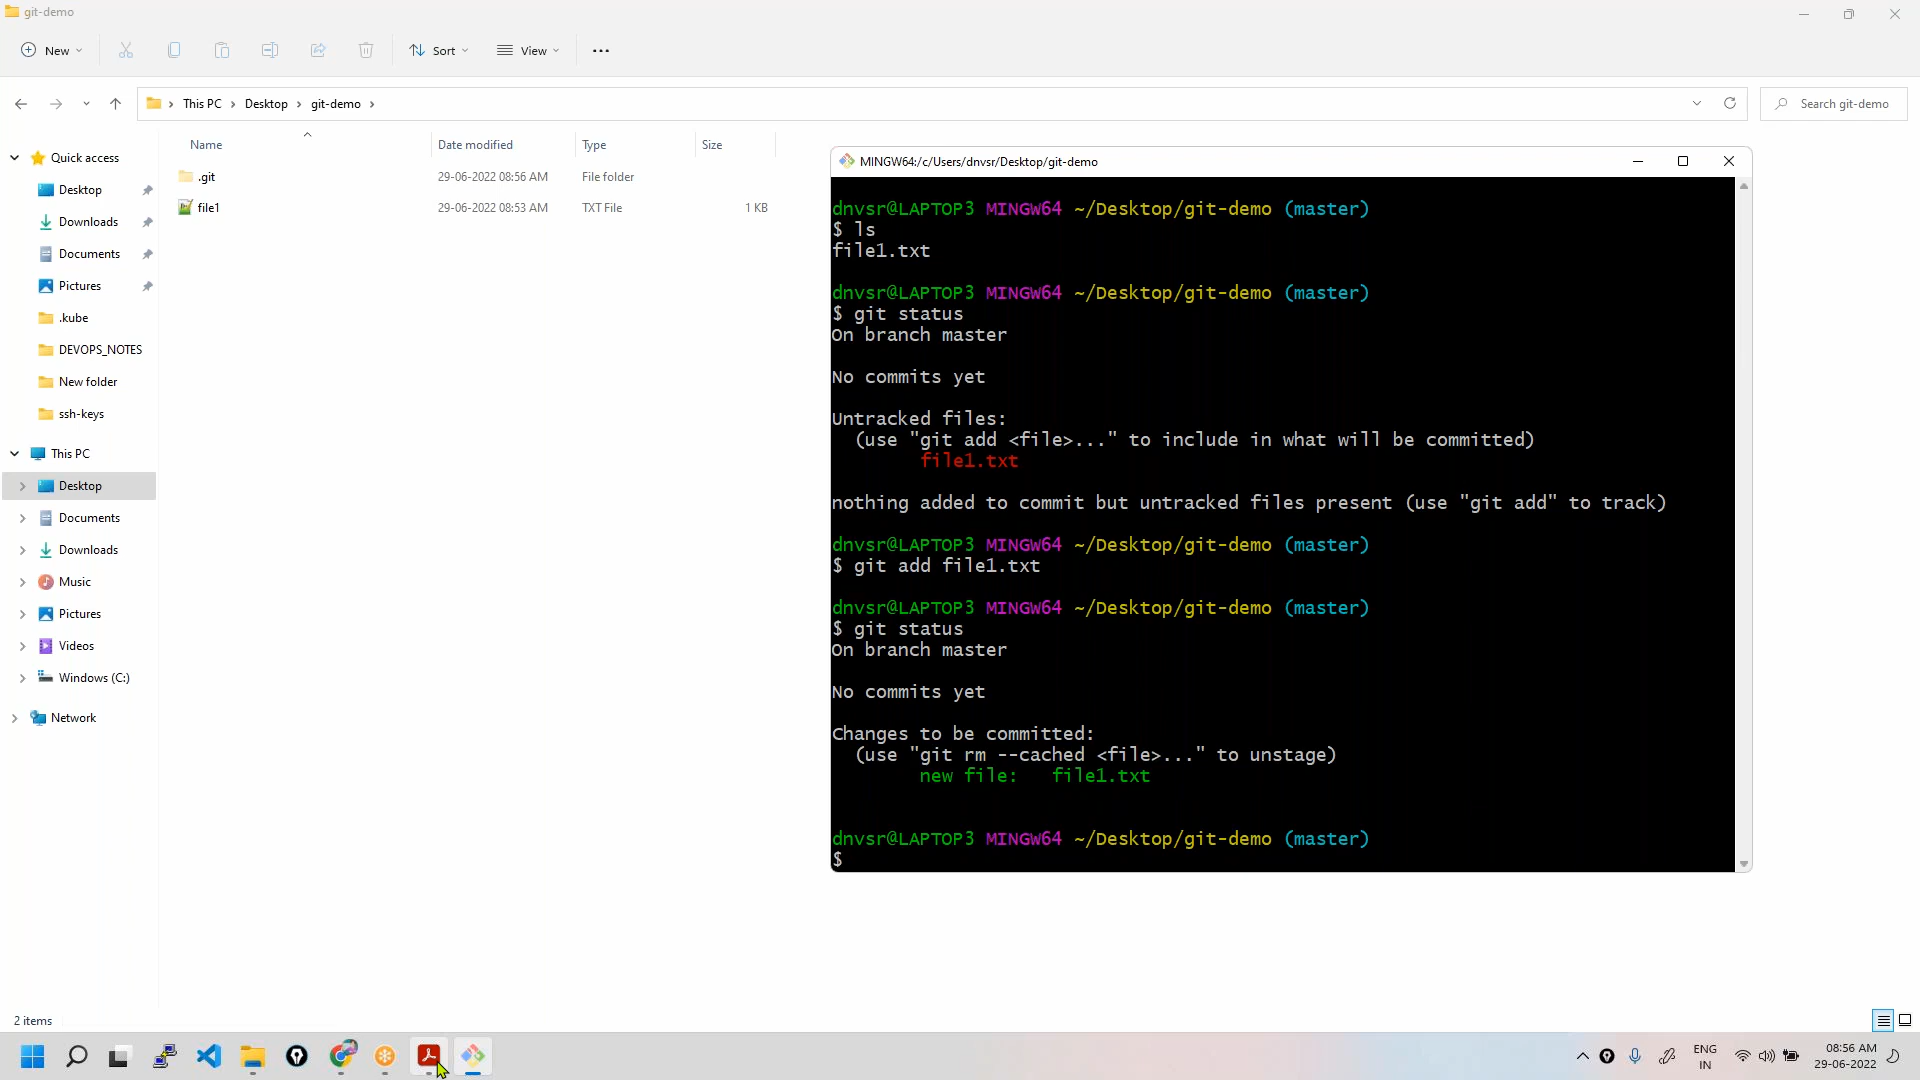 git-demo
New
Sort
View
This PC
Desktop
git-demo
Search git-demo
Name
Date modified
Type
Size
.git
29-06-2022 08:56 AM
File folder
file1
29-06-2022 08:53 AM
TXT File
1 KB
Quick access
Desktop
Downloads
Documents
Pictures
.kube
DEVOPS_NOTES
New folder
ssh-keys
This PC
Desktop
Documents
Downloads
Music
Pictures
Videos
Windows (C:)
Network
2 items
MINGW64:/c/Users/dnvsr/Desktop/git-demo
dnvsr@LAPTOP3 MINGW64 ~/Desktop/git-demo (master)
$ ls
file1.txt
dnvsr@LAPTOP3 MINGW64 ~/Desktop/git-demo (master)
$ git status
On branch master
No commits yet
Untracked files:
(use "git add <file>..." to include in what will be committed)
file1.txt
nothing added to commit but untracked files present (use "git add" to track)
dnvsr@LAPTOP3 MINGW64 ~/Desktop/git-demo (master)
$ git add file1.txt
dnvsr@LAPTOP3 MINGW64 ~/Desktop/git-demo (master)
$ git status
On branch master
No commits yet
Changes to be committed:
(use "git rm --cached <file>..." to unstage)
new file:   file1.txt
dnvsr@LAPTOP3 MINGW64 ~/Desktop/git-demo (master)
$
ENG
IN
08:56 AM
29-06-2022